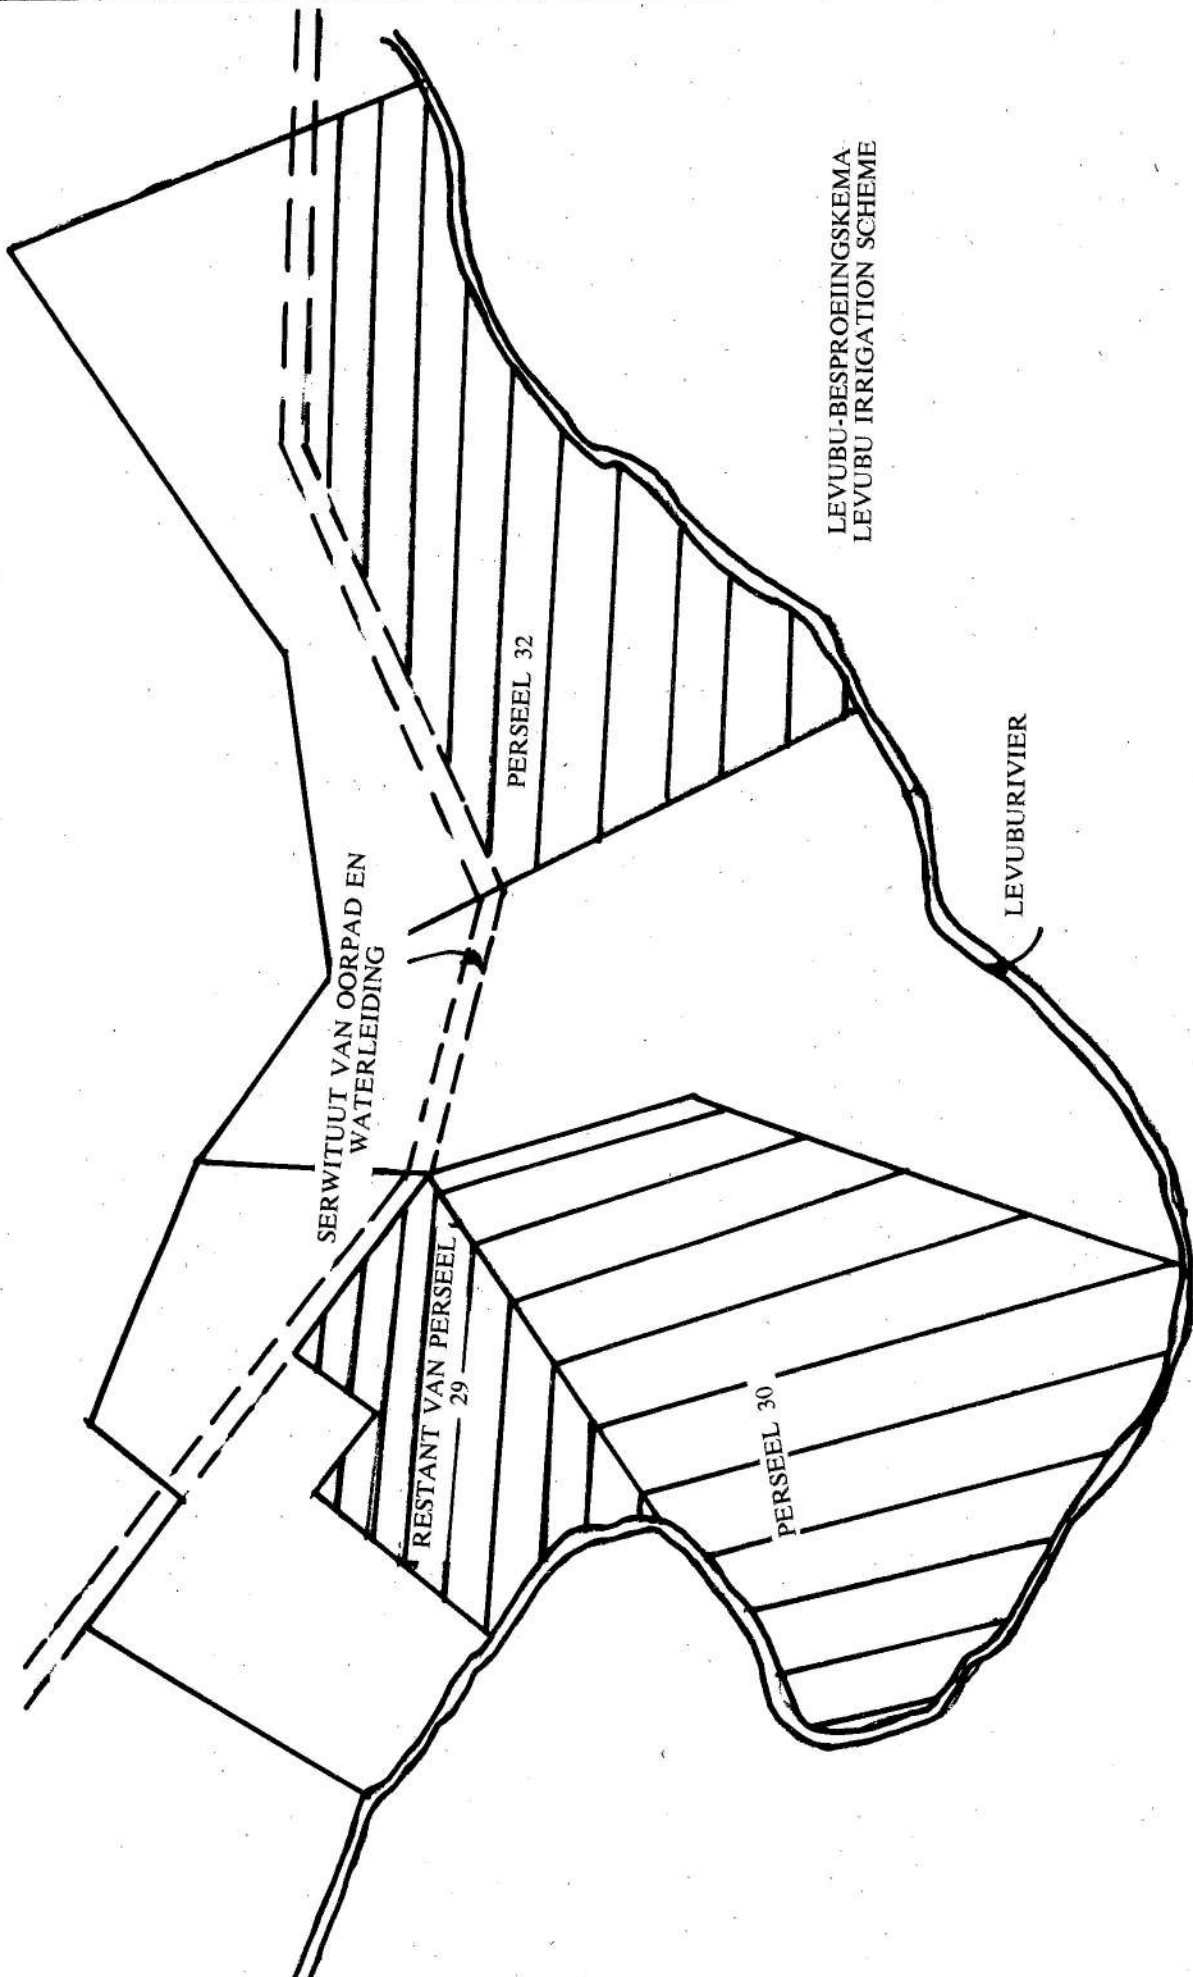 SERWITUUT VAN OORPAD EN
WATERLEIDING
RESTANT VAN PERSEEL
29
PERSEEL 32
PERSEEL 30
LEVUBURIVIER
LEVUBU-BESPROEIINGSKEMA
LEVUBU IRRIGATION SCHEME